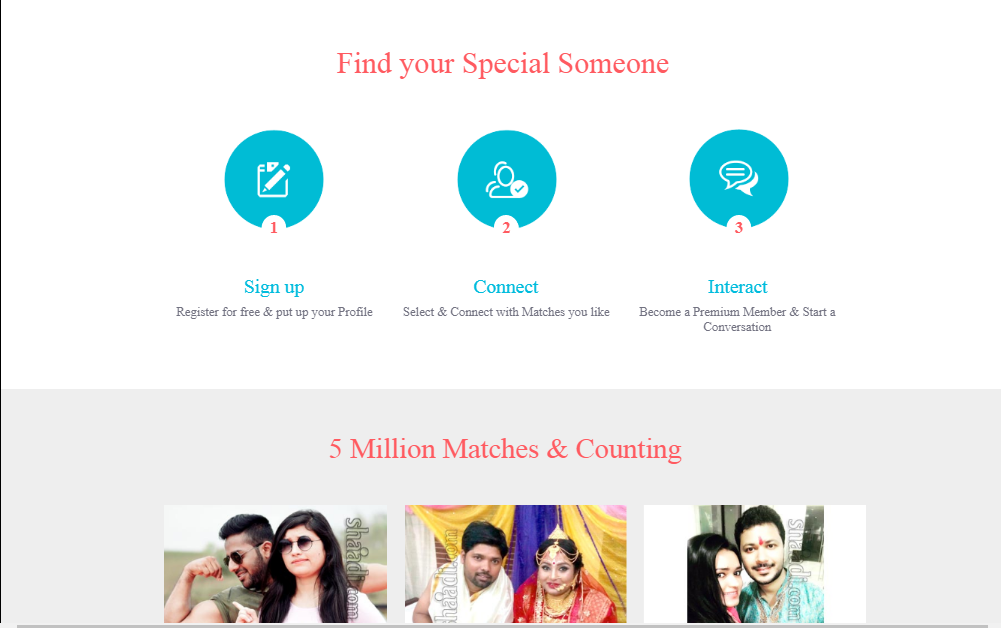 Find your Special Someone
1
2
3
Sign up
Connect
Interact
Register for free & put up your Profile
Select & Connect with Matches you like
Become a Premium Member & Start a
Conversation
5 Million Matches & Counting
shaadi.com
shaadi.com
shaadi.com